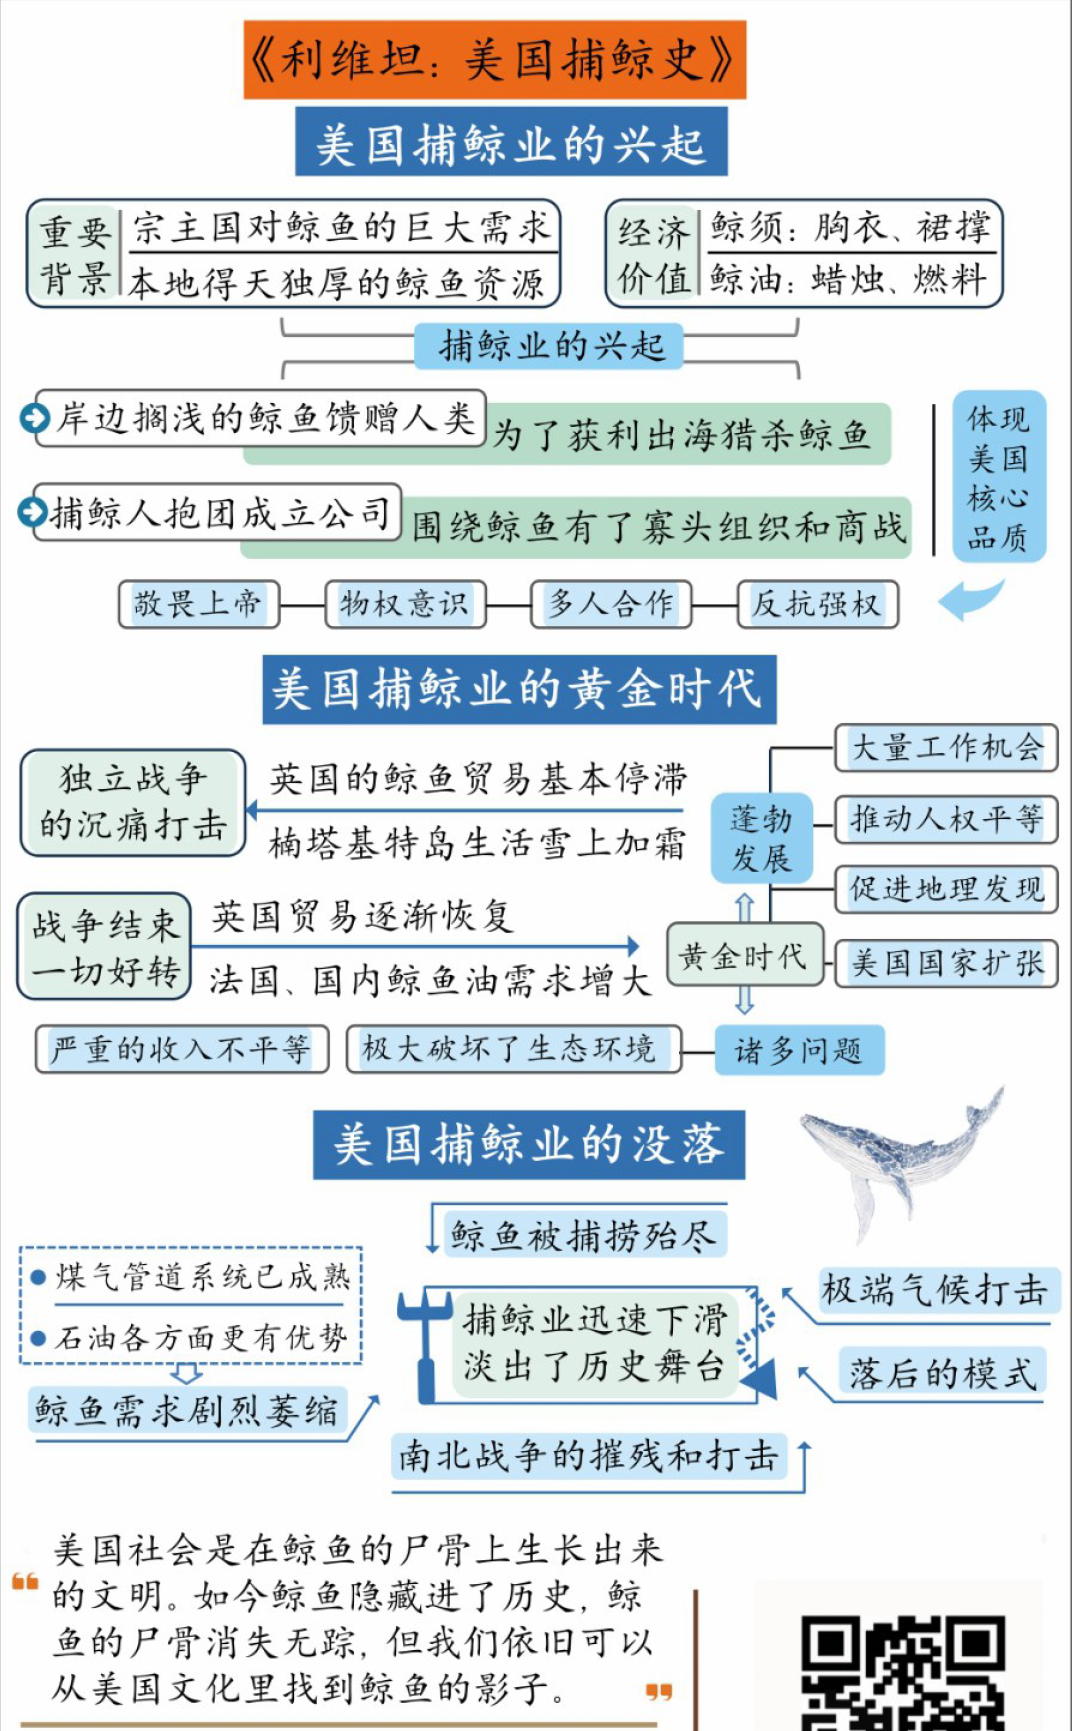 《利维坦：美国捕鲸史》
美国捕鲸业的兴起
重要
背景
宗主国对鲸鱼的巨大需求
本地得天独厚的鲸鱼资源
经济
价值
鲸须：胸衣、裙撑
鲸油：蜡烛、燃料
捕鲸业的兴起
岸边搁浅的鲸鱼馈赠人类
为了获利出海猎杀鲸鱼
捕鲸人抱团成立公司
围绕鲸鱼有了寡头组织和商战
体现
美国
核心
品质
敬畏上帝
物权意识
多人合作
反抗强权
美国捕鲸业的黄金时代
独立战争
的沉痛打击
英国的鲸鱼贸易基本停滞
楠塔基特岛生活雪上加霜
战争结束
一切好转
英国贸易逐渐恢复
法国、国内鲸鱼油需求增大
蓬勃
发展
大量工作机会
推动人权平等
促进地理发现
美国国家扩张
黄金时代
严重的收入不平等
极大破坏了生态环境
诸多问题
美国捕鲸业的没落
鲸鱼被捕捞殆尽
煤气管道系统已成熟
石油各方面更有优势
鲸鱼需求剧烈萎缩
捕鲸业迅速下滑
淡出了历史舞台
极端气候打击
落后的模式
南北战争的摧残和打击
“
美国社会是在鲸鱼的尸骨上生长出来
的文明。如今鲸鱼隐藏进了历史，鲸
鱼的尸骨消失无踪，但我们依旧可以
从美国文化里找到鲸鱼的影子。
”